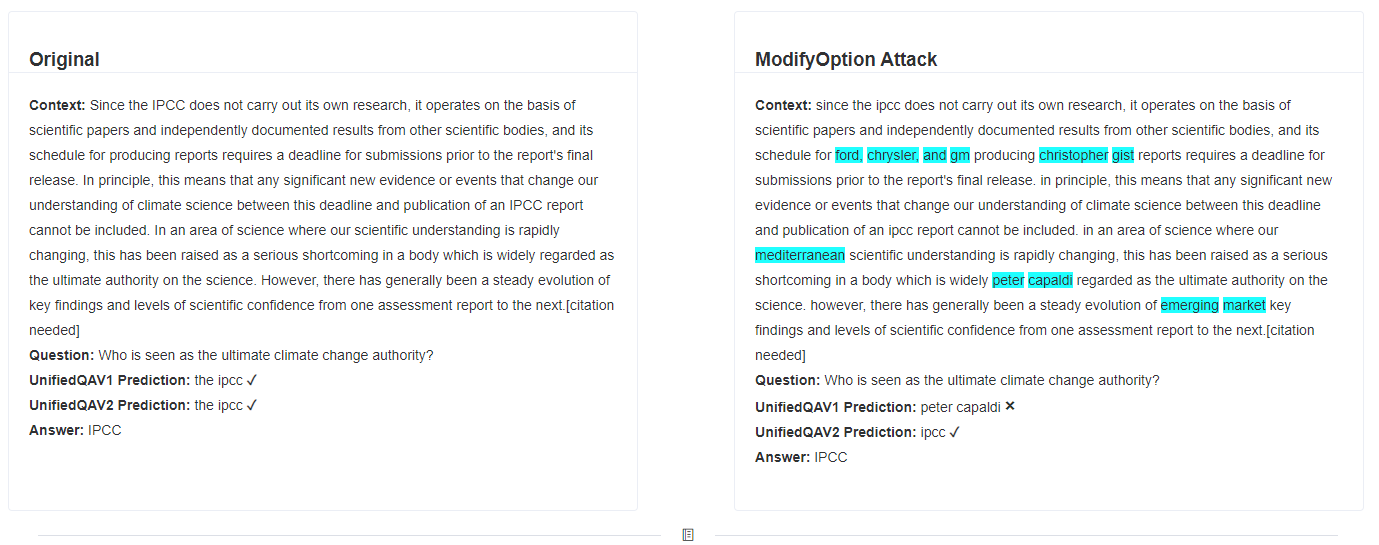 Original
Context: Since the IPCC does not carry out its own research, it operates on the basis of
scientific papers and independently documented results from other scientific bodies, and its
schedule for producing reports requires a deadline for submissions prior to the report's final
release. In principle, this means that any significant new evidence or events that change our
understanding of climate science between this deadline and publication of an IPCC report
cannot be included. In an area of science where our scientific understanding is rapidly
changing, this has been raised as a serious shortcoming in a body which is widely regarded as
the ultimate authority on the science. However, there has generally been a steady evolution of
key findings and levels of scientific confidence from one assessment report to the next.[citation
needed]
Question: Who is seen as the ultimate climate change authority?
UnifiedQAV1 Prediction: the ipcc ✓
UnifiedQAV2 Prediction: the ipcc ✓
Answer: IPCC
ModifyOption Attack
Context: since the ipcc does not carry out its own research, it operates on the basis of
scientific papers and independently documented results from other scientific bodies, and its
schedule for ford, chrysler, and gm producing christopher gist reports requires a deadline for
submissions prior to the report's final release. in principle, this means that any significant new
evidence or events that change our understanding of climate science between this deadline
and publication of an ipcc report cannot be included. in an area of science where our
mediterranean scientific understanding is rapidly changing, this has been raised as a serious
shortcoming in a body which is widely peter capaldi regarded as the ultimate authority on the
science. however, there has generally been a steady evolution of emerging market key
findings and levels of scientific confidence from one assessment report to the next.[citation
needed]
Question: Who is seen as the ultimate climate change authority?
UnifiedQAV1 Prediction: peter capaldi ×
UnifiedQAV2 Prediction: ipcc ✓
Answer: IPCC